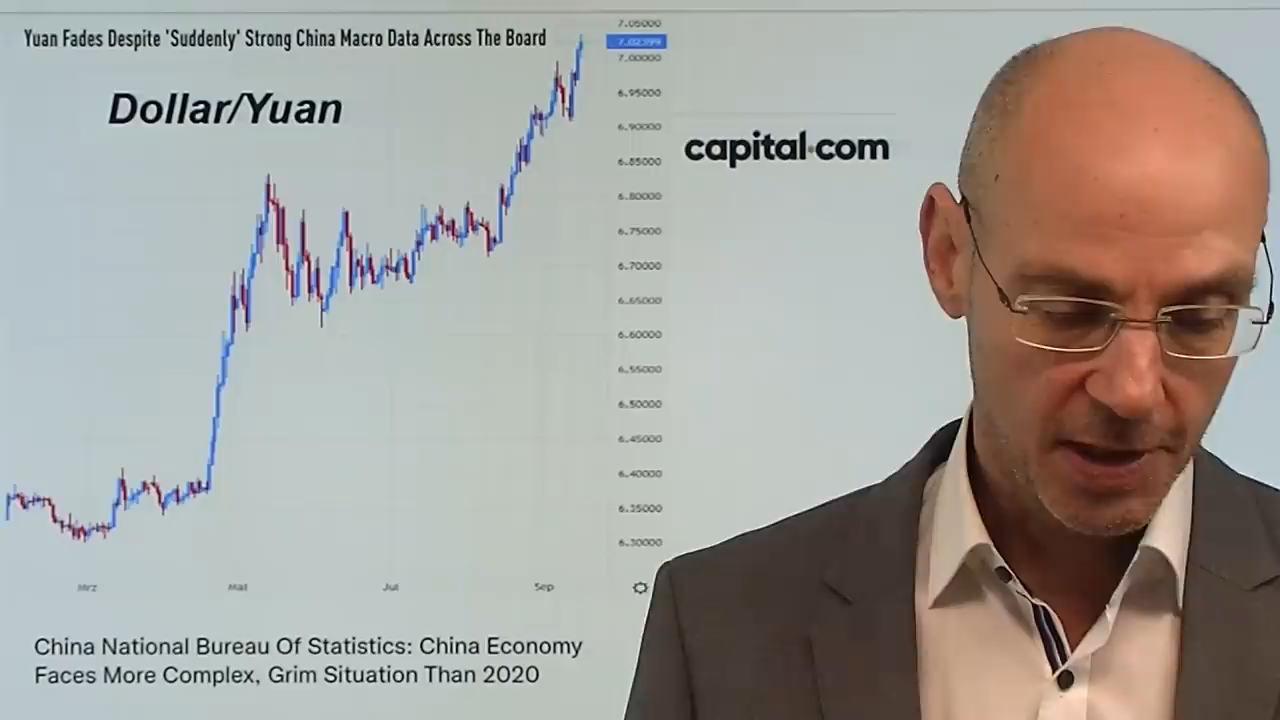 Yuan Fades Despite 'Suddenly' Strong China Macro Data Across The Board
Dollar/Yuan
capital.com
7.05000
7.02399
7.00000
6.95000
6.90000
6.85000
6.80000
6.75000
6.70000
6.65000
6.60000
6.55000
6.50000
6.45000
6.40000
6.35000
6.30000
Mrz
Mai
Jul
Sep
China National Bureau Of Statistics: China Economy
Faces More Complex, Grim Situation Than 2020